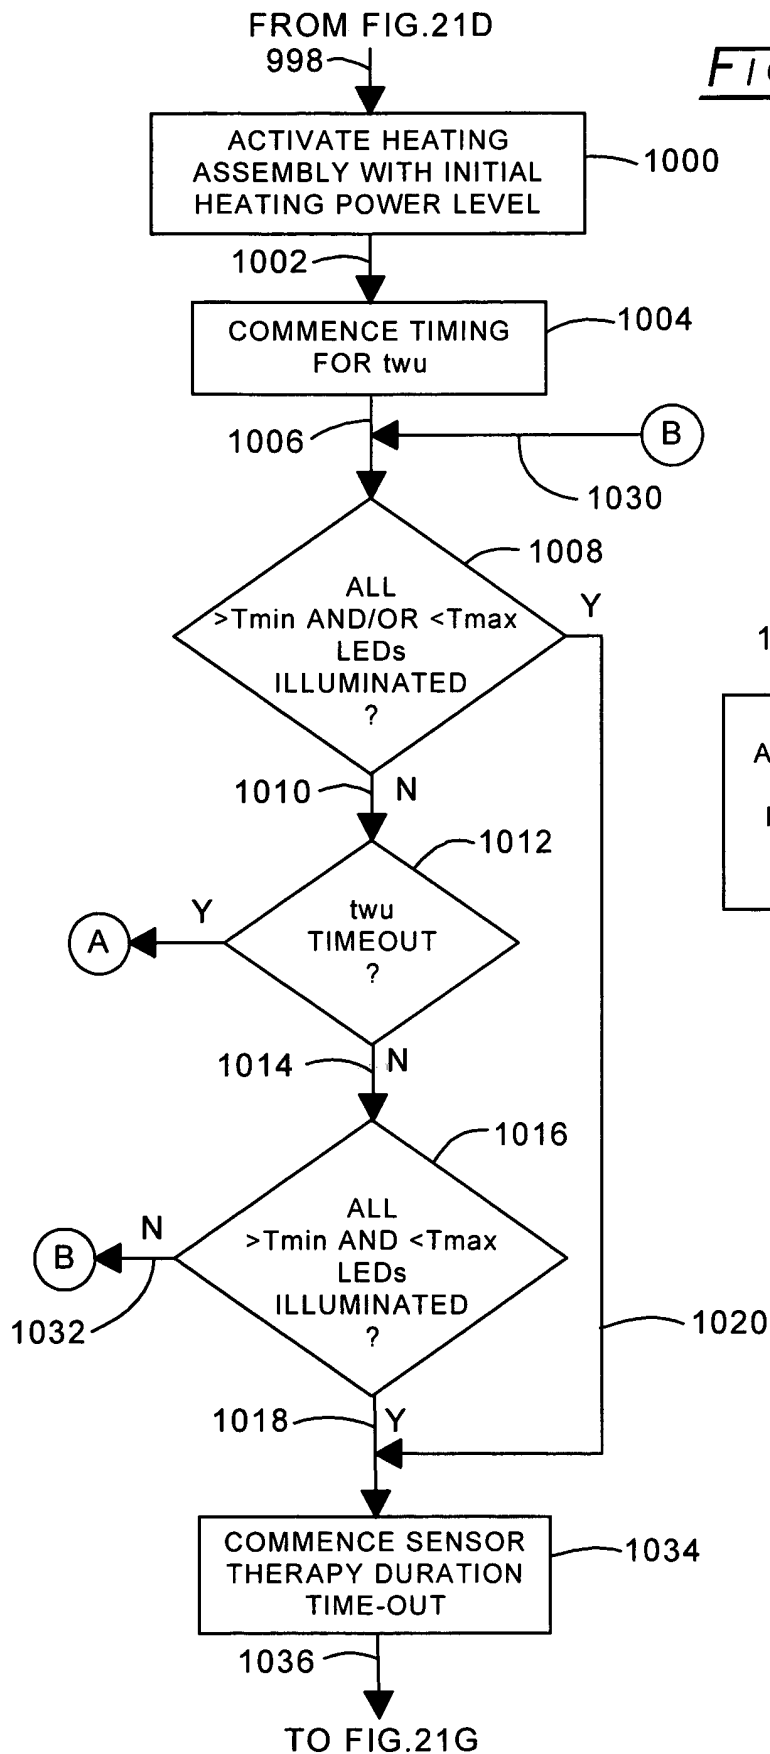 FROM FIG.21D
998
FIG
ACTIVATE HEATING
ASSEMBLY WITH INITIAL
HEATING POWER LEVEL
1000
1002
COMMENCE TIMING
FOR twu
1004
1006
B
1030
1008
ALL
>Tmin AND/OR <Tmax
LEDs
ILLUMINATED
?
Y
1010
N
1012
twu
TIMEOUT
?
Y
A
1014
N
1016
ALL
>Tmin AND <Tmax
LEDs
ILLUMINATED
?
N
B
1032
1020
1018
Y
COMMENCE SENSOR
THERAPY DURATION
TIME-OUT
1034
1036
TO FIG.21G
1
A